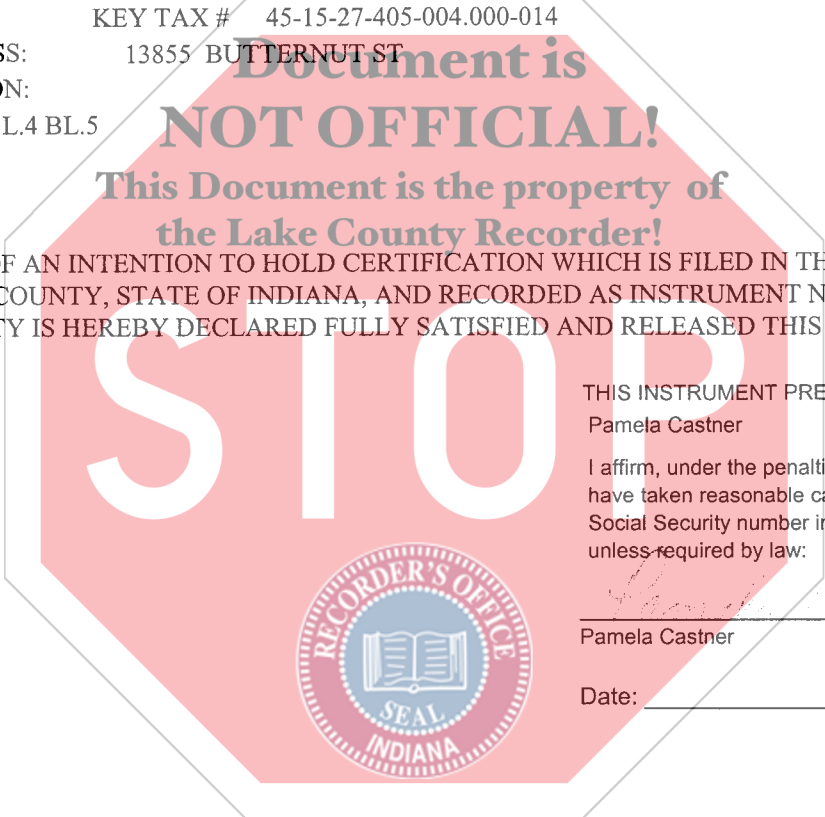 KEY TAX # 45-15-27-405-004.000-014
SS: 13855 BUTTERNUT ST
ON:
L.4 BL.5
Document is
NOT OFFICIAL!
This Document is the property of
the Lake County Recorder!
F AN INTENTION TO HOLD CERTIFICATION WHICH IS FILED IN TH
COUNTY, STATE OF INDIANA, AND RECORDED AS INSTRUMENT N
TY IS HEREBY DECLARED FULLY SATISFIED AND RELEASED THIS
STOP
THIS INSTRUMENT PRE
Pamela Castner
I affirm, under the penalti
have taken reasonable ca
Social Security number in
unless required by law:
Pamela Castner
Date:
RECORDER'S OFFICE
SEAL
INDIANA